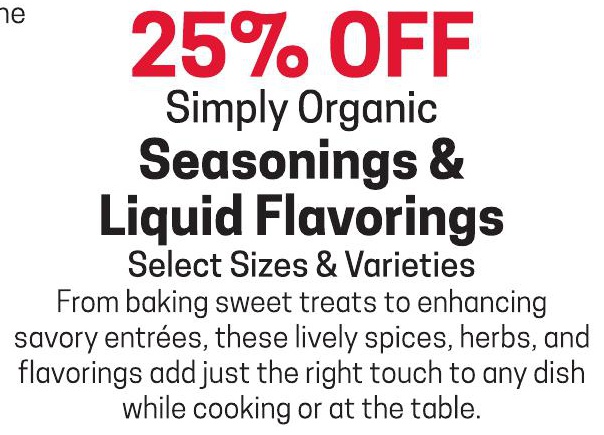 25% OFF
Simply Organic
Seasonings &
Liquid Flavorings
Select Sizes & Varieties
From baking sweet treats to enhancing
savory entrées, these lively spices, herbs, and
flavorings add just the right touch to any dish
while cooking or at the table.